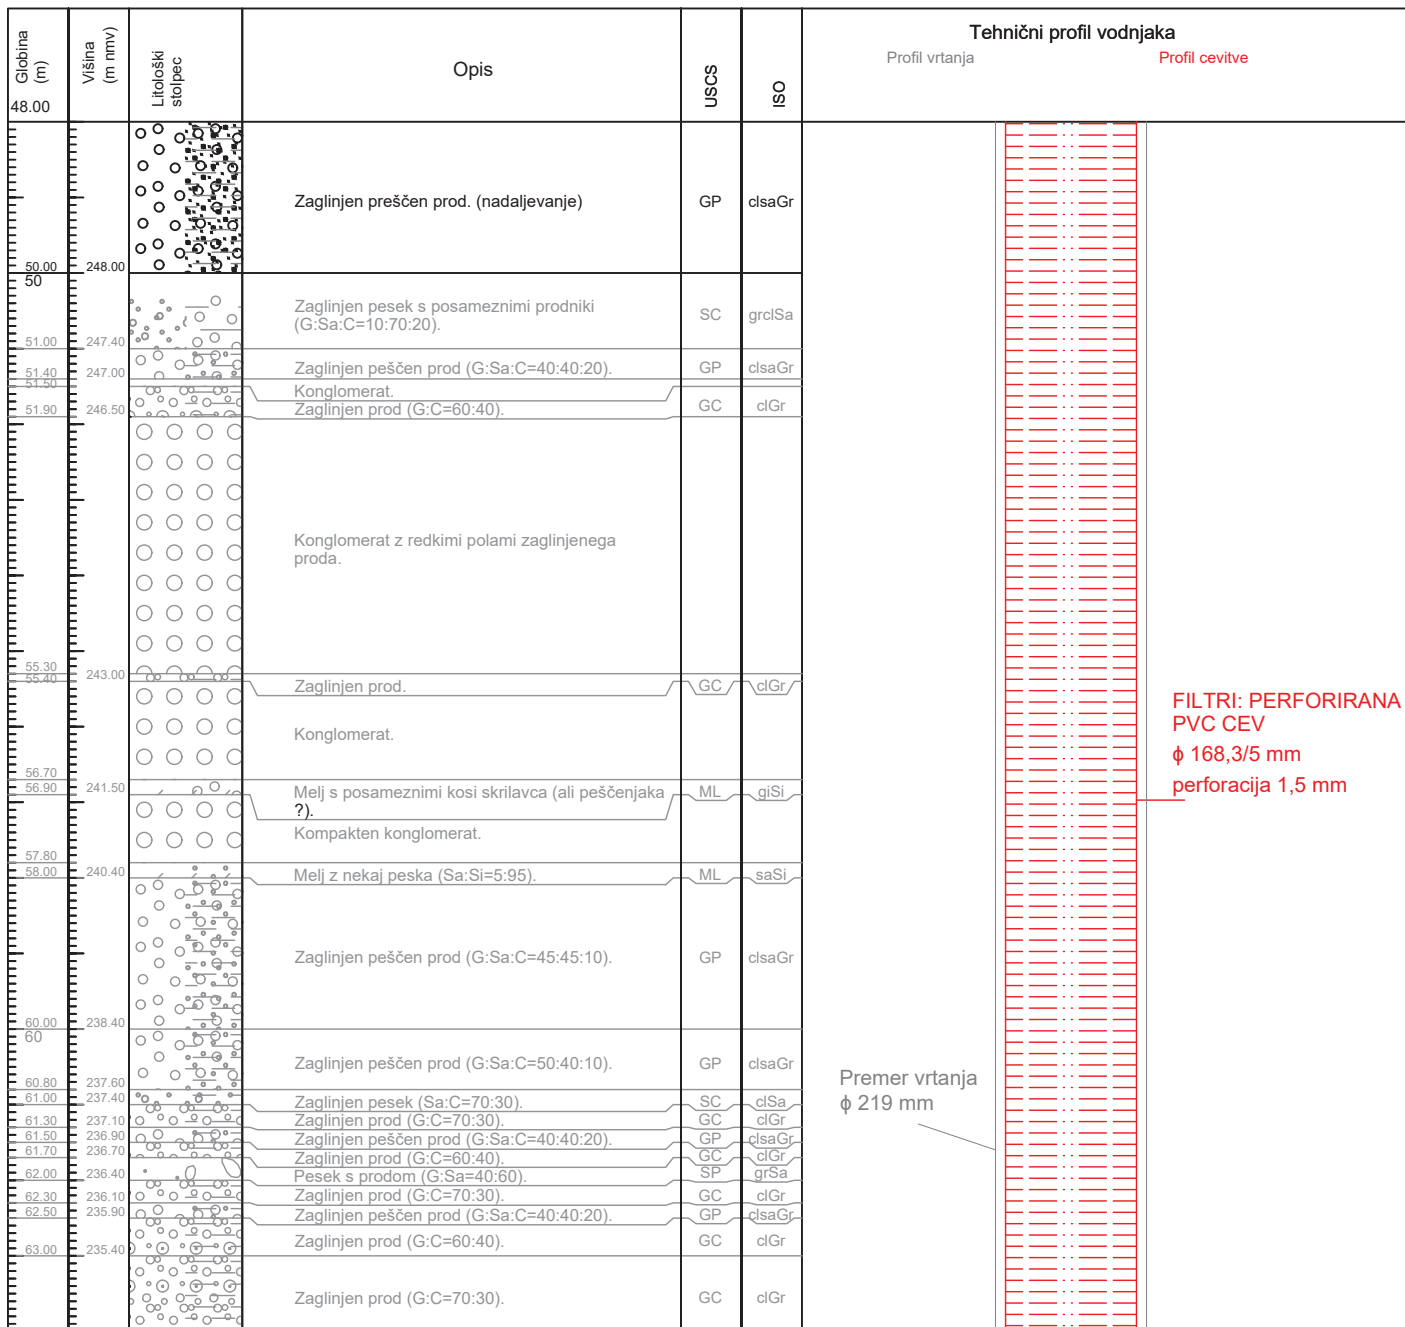 Globina
(m)
48.00
Višina
(m nmv)
Litološki
stolpec
Opis
USCS
ISO
Tehnični profil vodnjaka
Profil vrtanja
Profil cevitve
Zaglinjen preščen prod. (nadaljevanje)
GP
clsaGr
50.00
248.00
50
Zaglinjen pesek s posameznimi prodniki
(G:Sa:C=10:70:20).
SC
grclSa
51.00
247.40
Zaglinjen peščen prod (G:Sa:C=40:40:20).
GP
clsaGr
51.40
247.00
51.50
Konglomerat.
Zaglinjen prod (G:C=60:40).
GC
clGr
51.90
246.50
Konglomerat z redkimi polami zaglinjenega
proda.
55.30
243.00
55.40
Zaglinjen prod.
GC
clGr
Konglomerat.
FILTRI: PERFORIRANA
PVC CEV
ϕ 168,3/5 mm
perforacija 1,5 mm
56.70
56.90
241.50
Melj s posameznimi kosi skrilavca (ali peščenjaka
?).
ML
giSi
Kompakten konglomerat.
57.80
58.00
240.40
Melj z nekaj peska (Sa:Si=5:95).
ML
saSi
Zaglinjen peščen prod (G:Sa:C=45:45:10).
GP
clsaGr
60.00
238.40
60
Zaglinjen peščen prod (G:Sa:C=50:40:10).
GP
clsaGr
Premer vrtanja
ϕ 219 mm
60.80
237.60
61.00
237.40
Zaglinjen pesek (Sa:C=70:30).
SC
clSa
61.30
237.10
Zaglinjen prod (G:C=70:30).
GC
clGr
61.50
236.90
Zaglinjen peščen prod (G:Sa:C=40:40:20).
GP
clsaGr
61.70
236.70
Zaglinjen prod (G:C=60:40).
GC
clGr
62.00
236.40
Pesek s prodom (G:Sa=40:60).
SP
grSa
62.30
236.10
Zaglinjen prod (G:C=70:30).
GC
clGr
62.50
235.90
Zaglinjen peščen prod (G:Sa:C=40:40:20).
GP
clsaGr
Zaglinjen prod (G:C=60:40).
GC
clGr
63.00
235.40
Zaglinjen prod (G:C=70:30).
GC
clGr